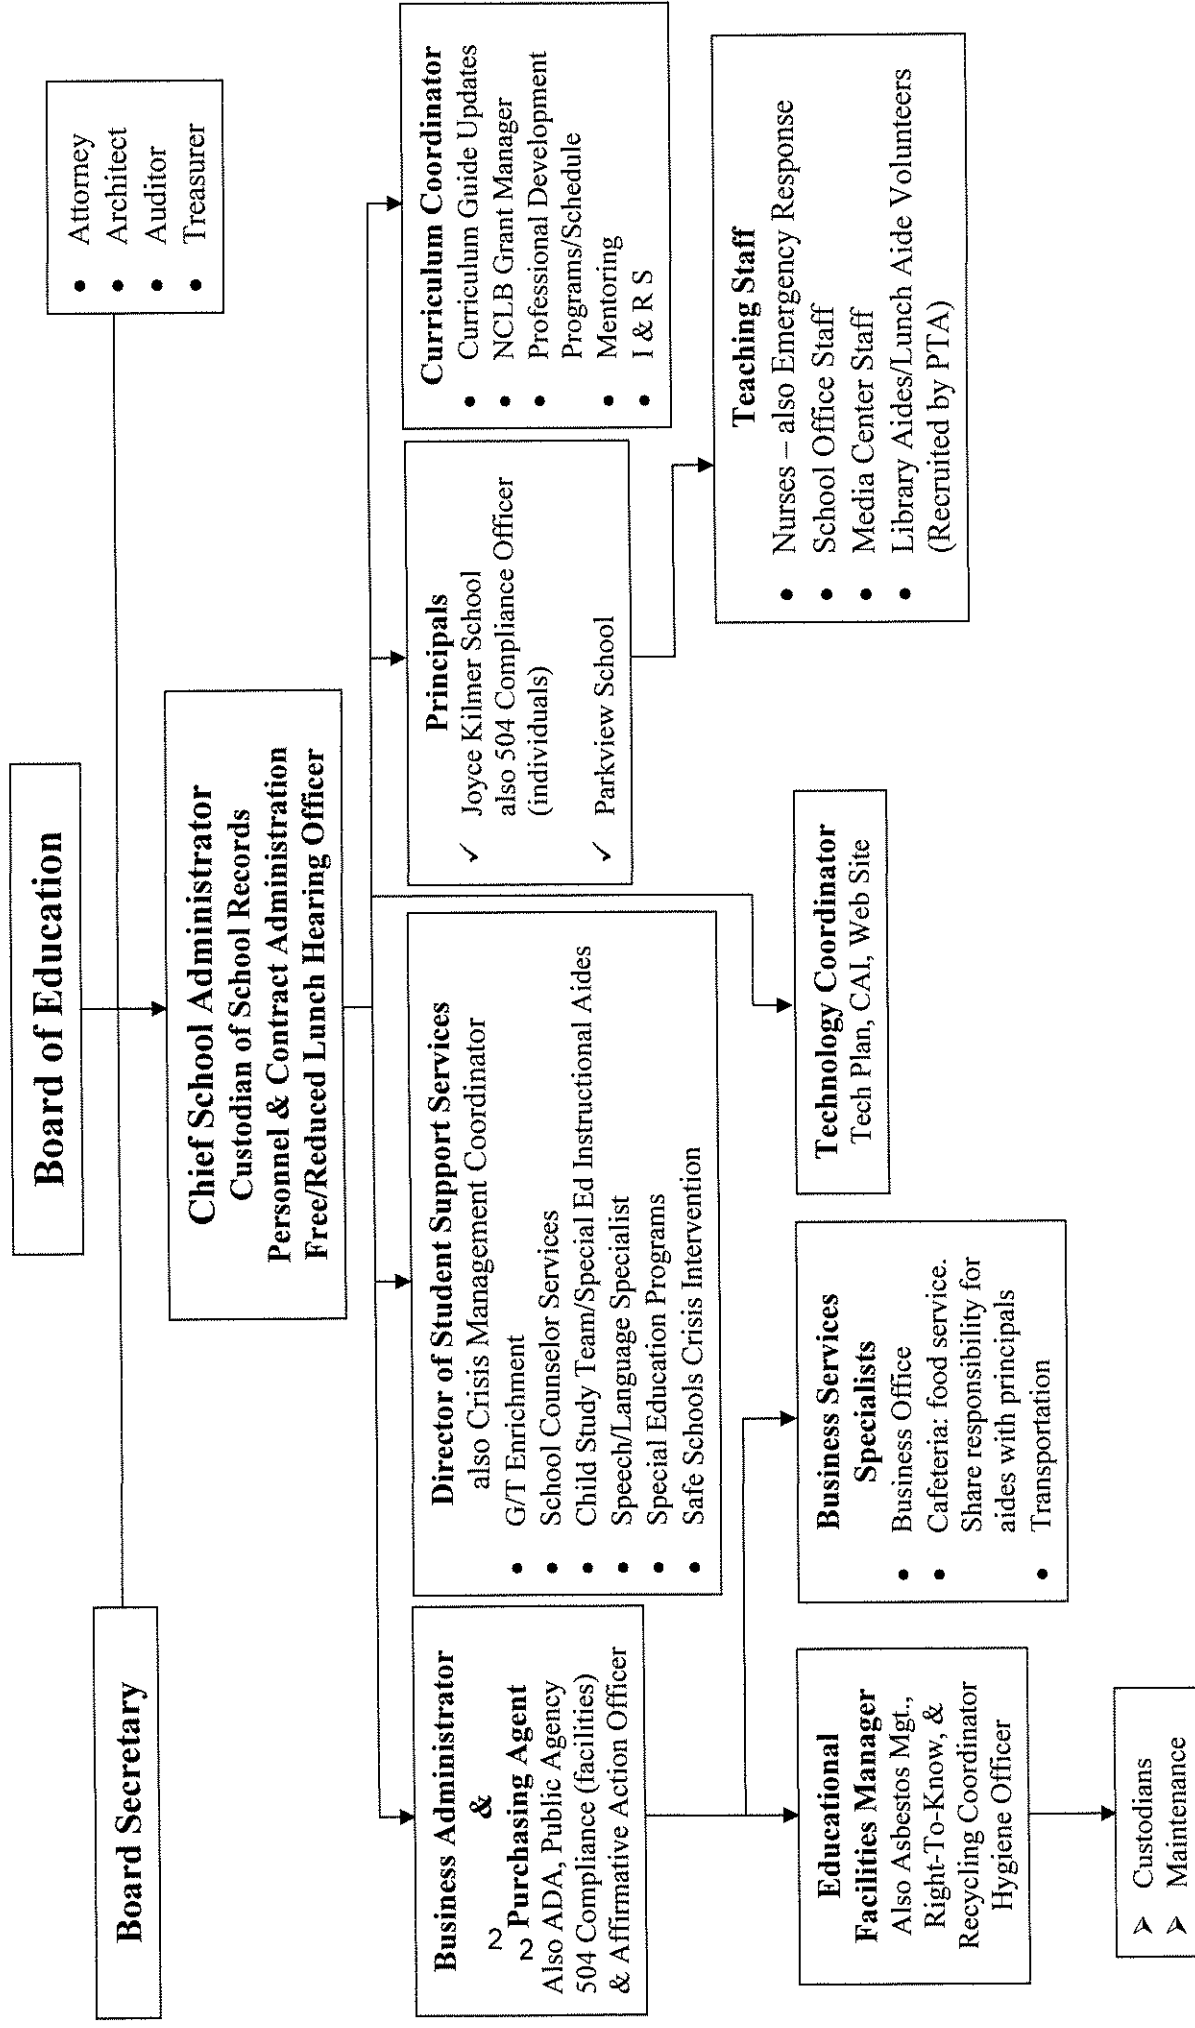 Board of Education
Board Secretary
• Attorney
• Architect
• Auditor
• Treasurer
Chief School Administrator
Custodian of School Records
Personnel & Contract Administration
Free/Reduced Lunch Hearing Officer
Business Administrator
&
2
2
Purchasing Agent
Also ADA, Public Agency
504 Compliance (facilities)
& Affirmative Action Officer
Director of Student Support Services
also Crisis Management Coordinator
• G/T Enrichment
• School Counselor Services
• Child Study Team/Special Ed Instructional Aides
• Speech/Language Specialist
• Special Education Programs
• Safe Schools Crisis Intervention
Principals
✓ Joyce Kilmer School
also 504 Compliance Officer
(individuals)
✓ Parkview School
Curriculum Coordinator
• Curriculum Guide Updates
• NCLB Grant Manager
• Professional Development
Programs/Schedule
• Mentoring
• I & R S
Educational
Facilities Manager
Also Asbestos Mgt.,
Right-To-Know, &
Recycling Coordinator
Hygiene Officer
Business Services
Specialists
• Business Office
• Cafeteria: food service.
Share responsibility for
aides with principals
• Transportation
Technology Coordinator
Tech Plan, CAI, Web Site
Teaching Staff
• Nurses – also Emergency Response
• School Office Staff
• Media Center Staff
• Library Aides/Lunch Aide Volunteers
(Recruited by PTA)
➢ Custodians
➢ Maintenance